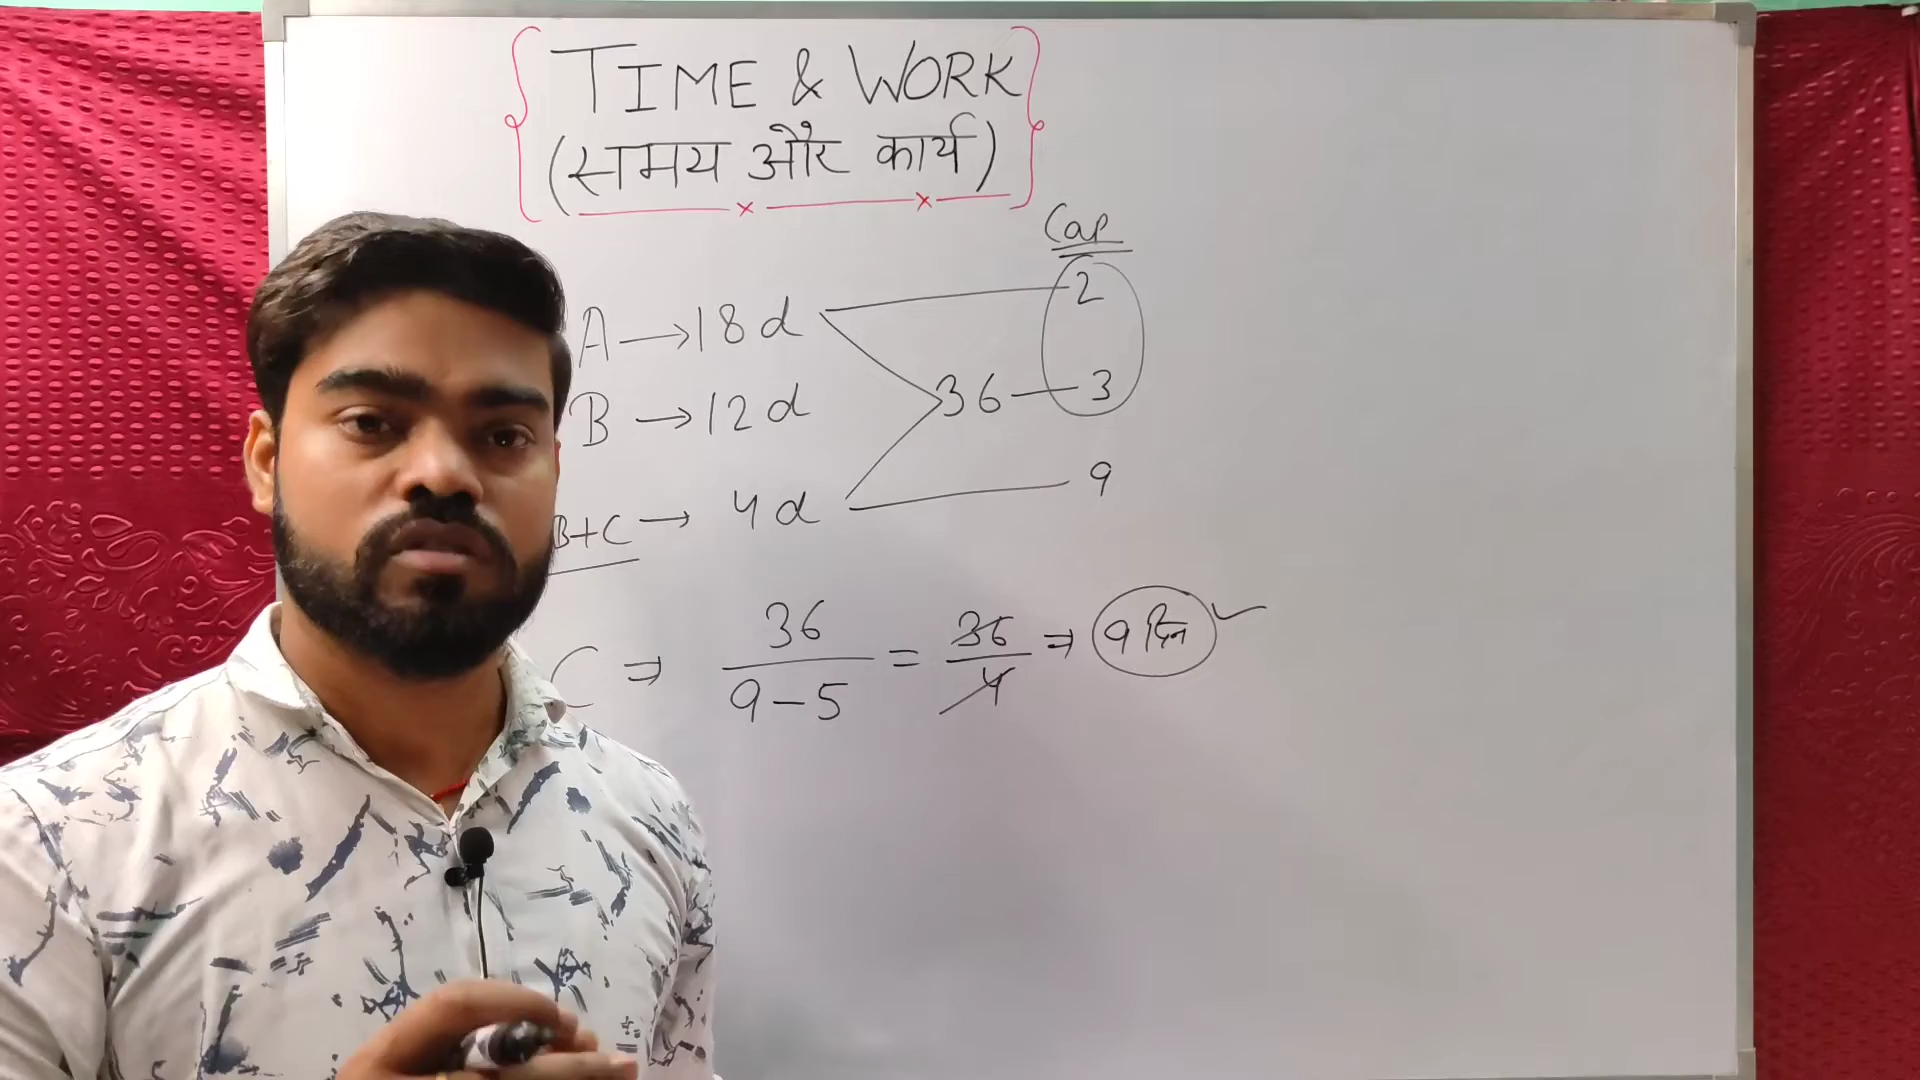 TIME & WORK
(समय और कार्य)
Cap
A → 18 d 2
B → 12 d 36 3
B+C → 4 d 9
C ⇒ 36/9-5 = 36/4 ⇒ 9 दिन ✓